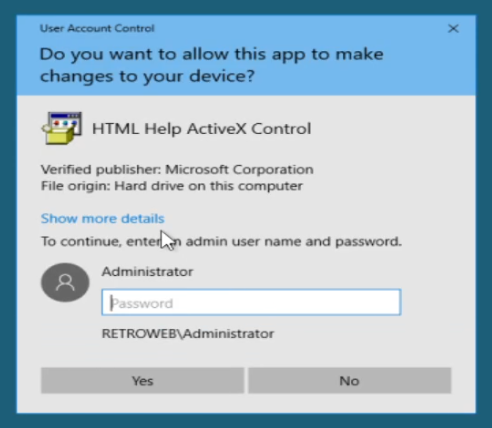 User Account Control
Do you want to allow this app to make
changes to your device?
HTML Help ActiveX Control
Verified publisher: Microsoft Corporation
File origin: Hard drive on this computer
Show more details
To continue, enter an admin user name and password.
Administrator
Password
RETROWEB\Administrator
Yes
No